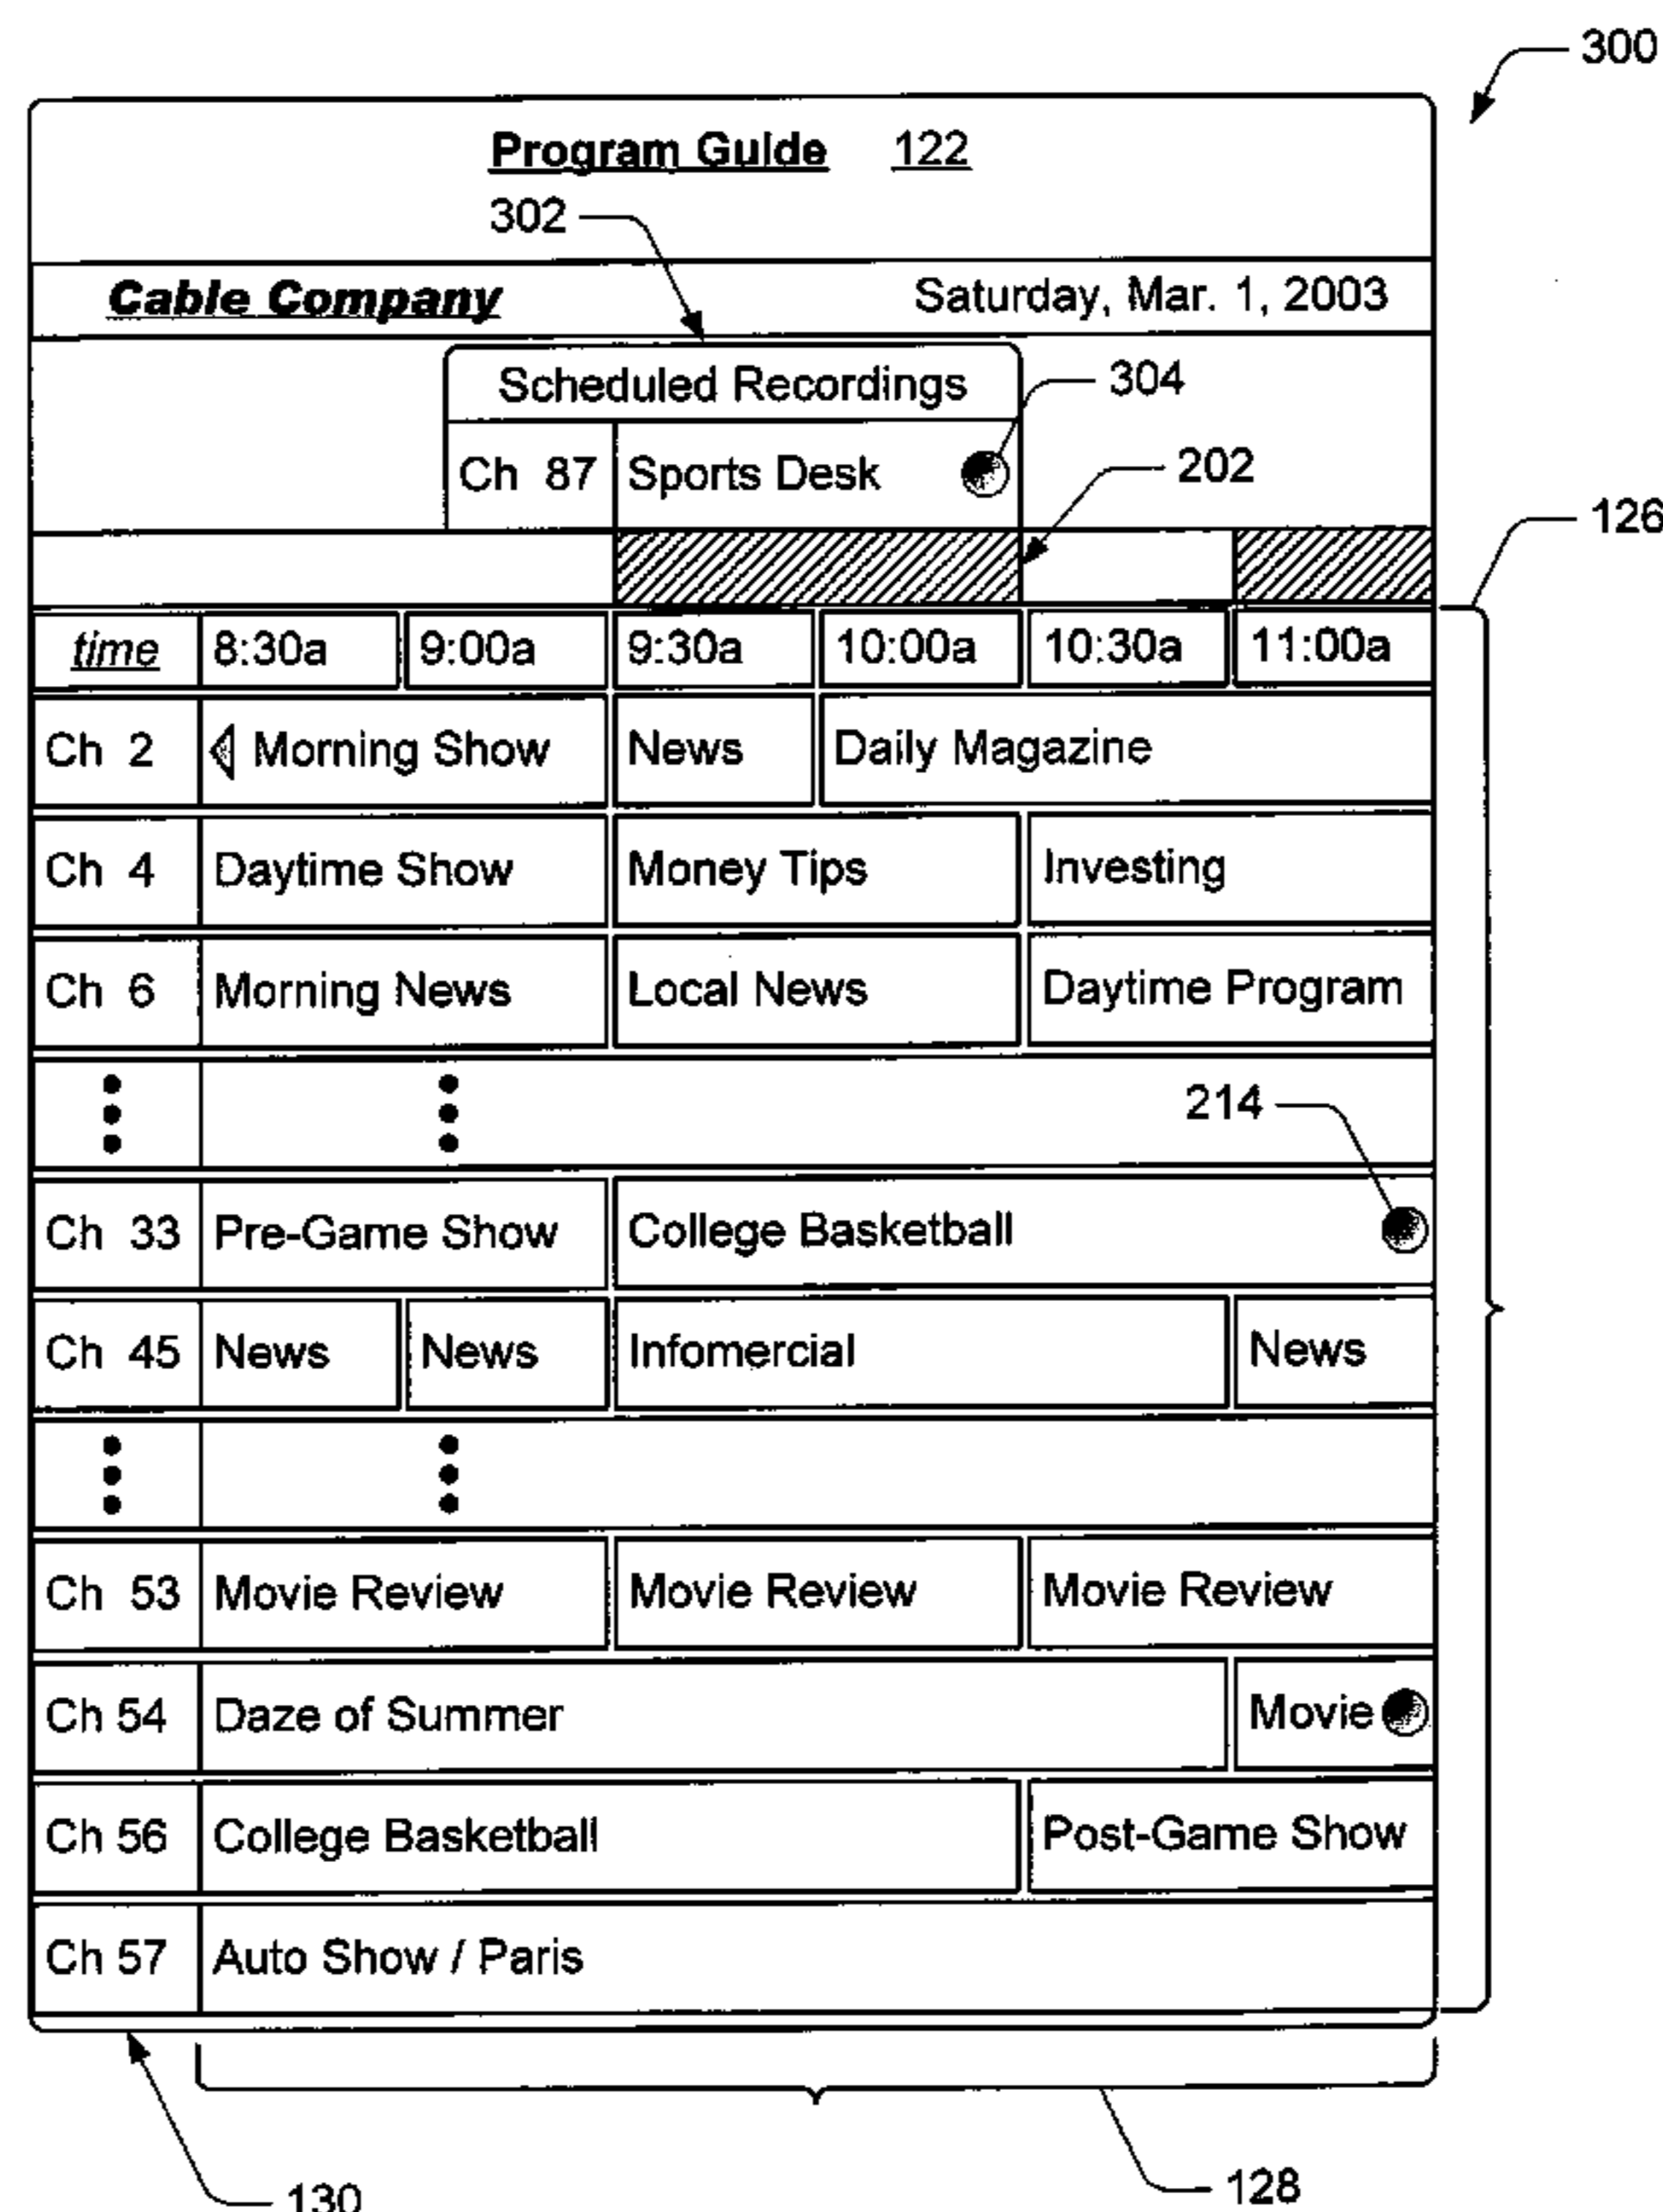 300
Program Guide 122
302
Cable Company Saturday, Mar. 1, 2003
Scheduled Recordings
304
Ch 87 Sports Desk
202
126
time 8:30a 9:00a 9:30a 10:00a 10:30a 11:00a
Ch 2 Morning Show News Daily Magazine
Ch 4 Daytime Show Money Tips Investing
Ch 6 Morning News Local News Daytime Program
214
Ch 33 Pre-Game Show College Basketball
Ch 45 News News Infomercial News
Ch 53 Movie Review Movie Review Movie Review
Ch 54 Daze of Summer Movie
Ch 56 College Basketball Post-Game Show
Ch 57 Auto Show / Paris
130
128